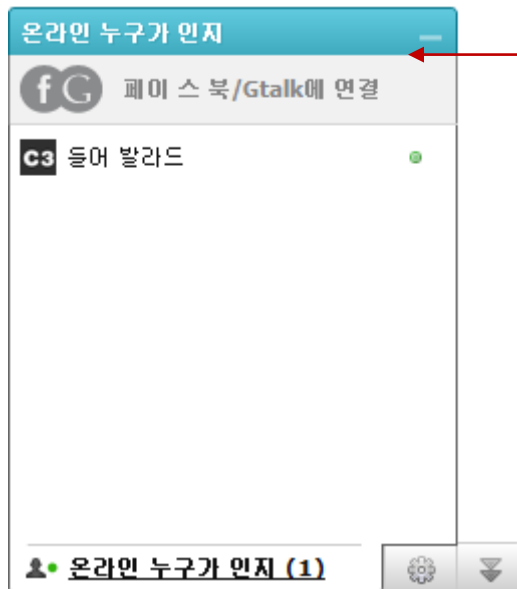 온라인 누구가 인지
fG 페이 스 북/Gtalk에 연결
C3 들어 발라드
온라인 누구가 인지 (1)